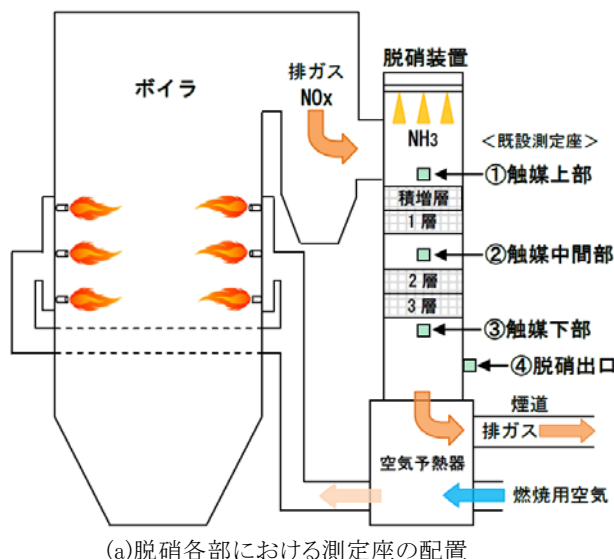 脱硝装置
排ガス
NOx
ボイラ
NH3
＜既設測定座＞
①触媒上部
積増層
1層
②触媒中間部
2層
3層
③触媒下部
④脱硝出口
煙道
排ガス
空気予熱器
燃焼用空気
(a)脱硝各部における測定座の配置